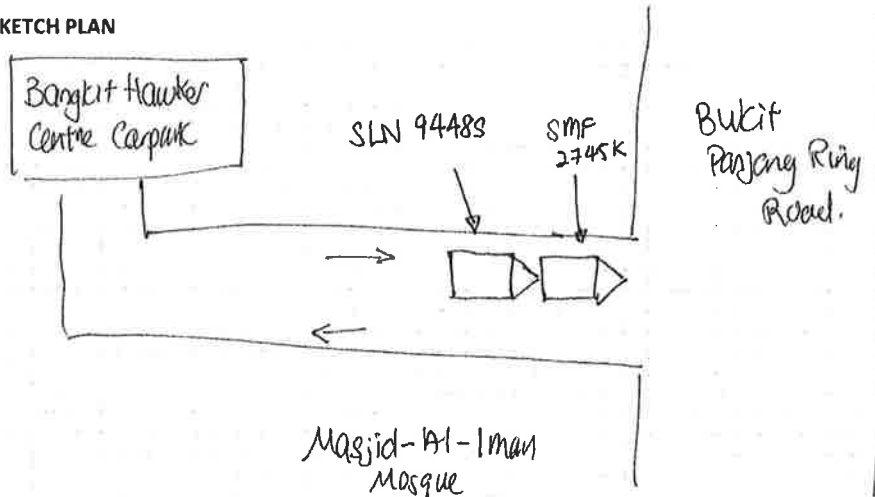 KETCH PLAN
Bangkit Hawker
Centre Carpark
SLN 9448S
SMF
2745K
Bukit
Panjang Ring
Road.
Masjid-Al-Iman
Mosque